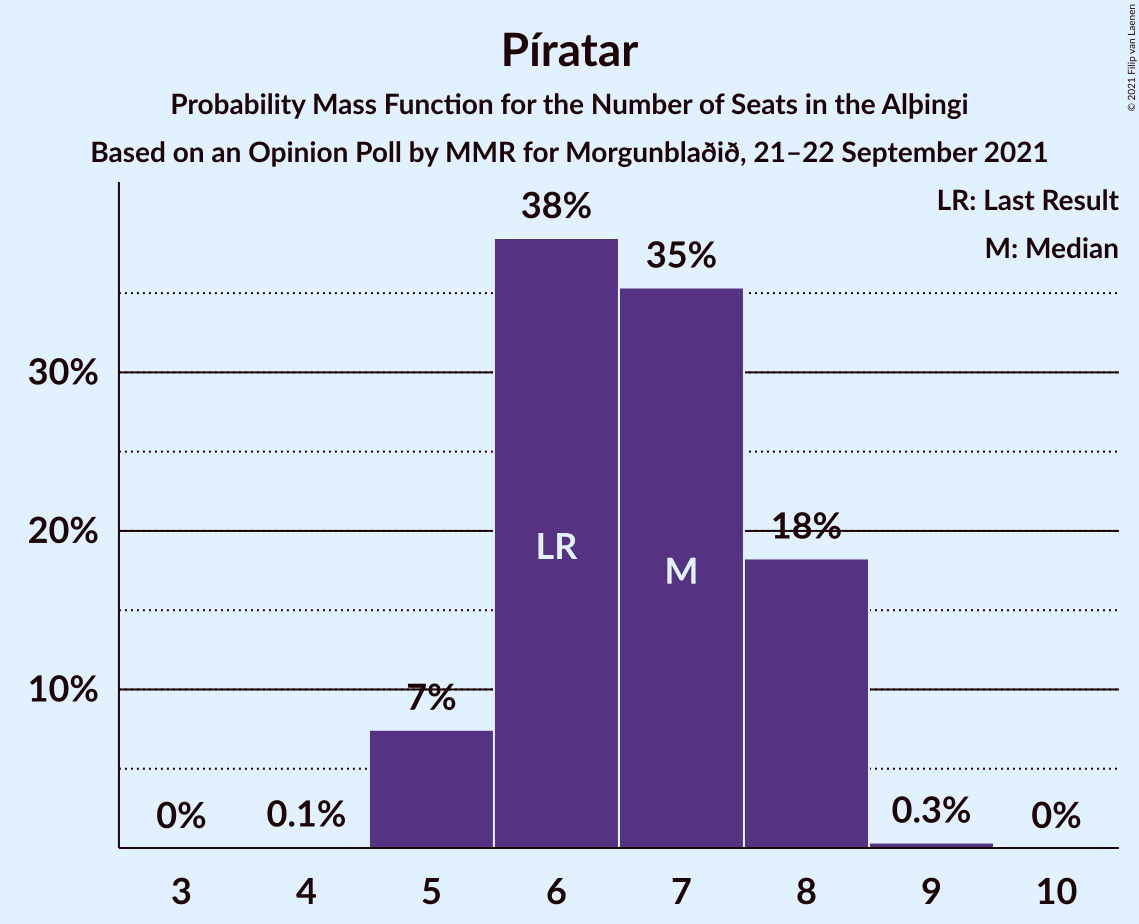 Píratar
Probability Mass Function for the Number of Seats in the Alþingi
Based on an Opinion Poll by MMR for Morgunblaðið, 21–22 September 2021
© 2021 Filip van Laenen
LR: Last Result
M: Median
38%
35%
30%
20%
18%
LR
M
10%
7%
0%
0.1%
0.3%
0%
3 4 5 6 7 8 9 10